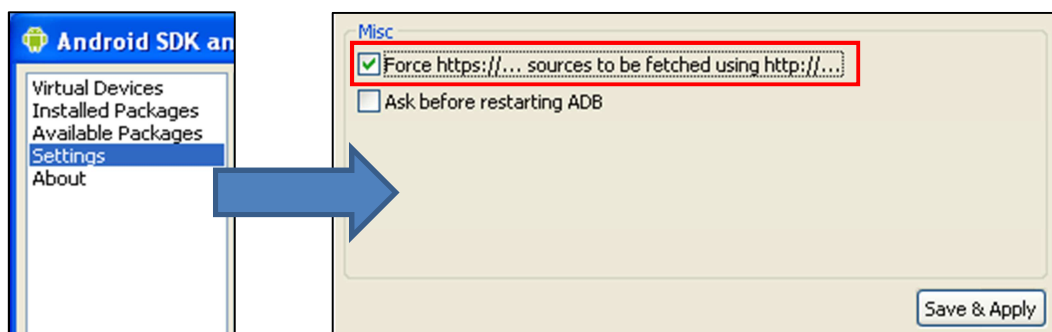 Android SDK an
Virtual Devices
Installed Packages
Available Packages
Settings
About
Misc
Force https://... sources to be fetched using http://...
Ask before restarting ADB
Save & Apply